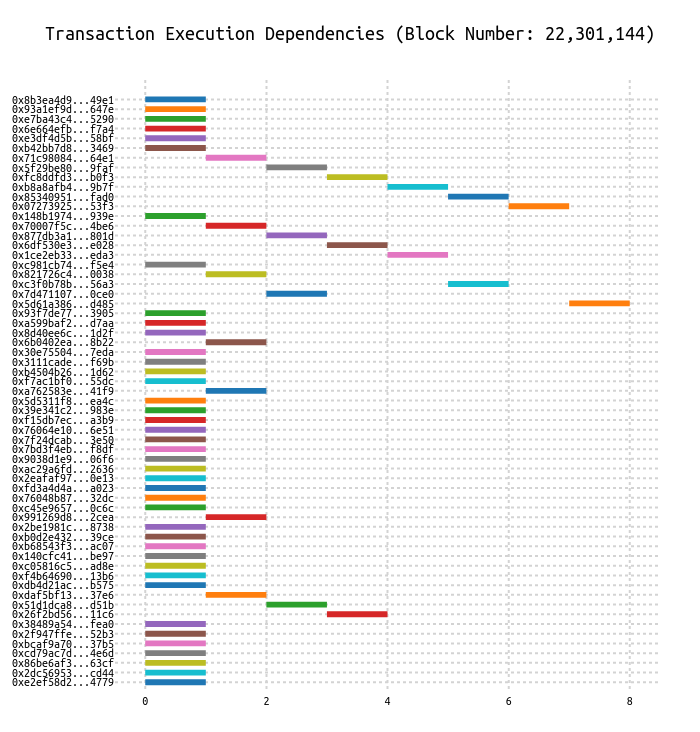 Transaction Execution Dependencies (Block Number: 22,301,144)
0x8b3ea4d9...49e1
0x93a1ef9d...647e
0xe7ba43c4...5290
0x6e664efb...f7a4
0xe3df4d5b...58bf
0xb42bb7d8...3469
0x71c98084...64e1
0x5f29be80...9faf
0xfc8ddfd3...b0f3
0xb8a8afb4...9b7f
0x85340951...fad0
0x07273925...53f3
0x148b1974...939e
0x70007f5c...4be6
0x877db3a1...801d
0x6df530e3...e028
0x1ce2eb33...eda3
0xc981cb74...f5e4
0x821726c4...0038
0xc3f0b78b...56a3
0x7d471107...0ce0
0x5d61a386...d485
0x93f7de77...3905
0xa599baf2...d7aa
0x8d40ee6c...1d2f
0x6b0402ea...8b22
0x30e75504...7eda
0x3111cade...f69b
0xb4504b26...1d62
0xf7ac1bf0...55dc
0xa762583e...41f9
0x5d5311f8...ea4c
0x39e341c2...983e
0xf15db7ec...a3b9
0x76064e10...6e51
0x7f24dcab...3e50
0x7bd3f4eb...f8df
0x9038d1e9...06f6
0xac29a6fd...2636
0x2eafaf97...0e13
0xfd3a4d4a...a023
0x76048b87...32dc
0xc45e9657...0c6c
0x991269d8...2cea
0x2be1981c...8738
0xb0d2e432...39ce
0xb68543f3...ac07
0x140cfc41...be97
0xc05816c5...ad8e
0xf4b64690...13b6
0xdb4d21ac...b575
0xdaf5bf13...37e6
0x51d1dca8...d51b
0x26f2bd56...11c6
0x38489a54...fea0
0x2f947ffe...52b3
0xbcaf9a70...37b5
0xcd79ac7d...4e6d
0x86be6af3...63cf
0x2dc56953...cd44
0xe2ef58d2...4779
0 2 4 6 8